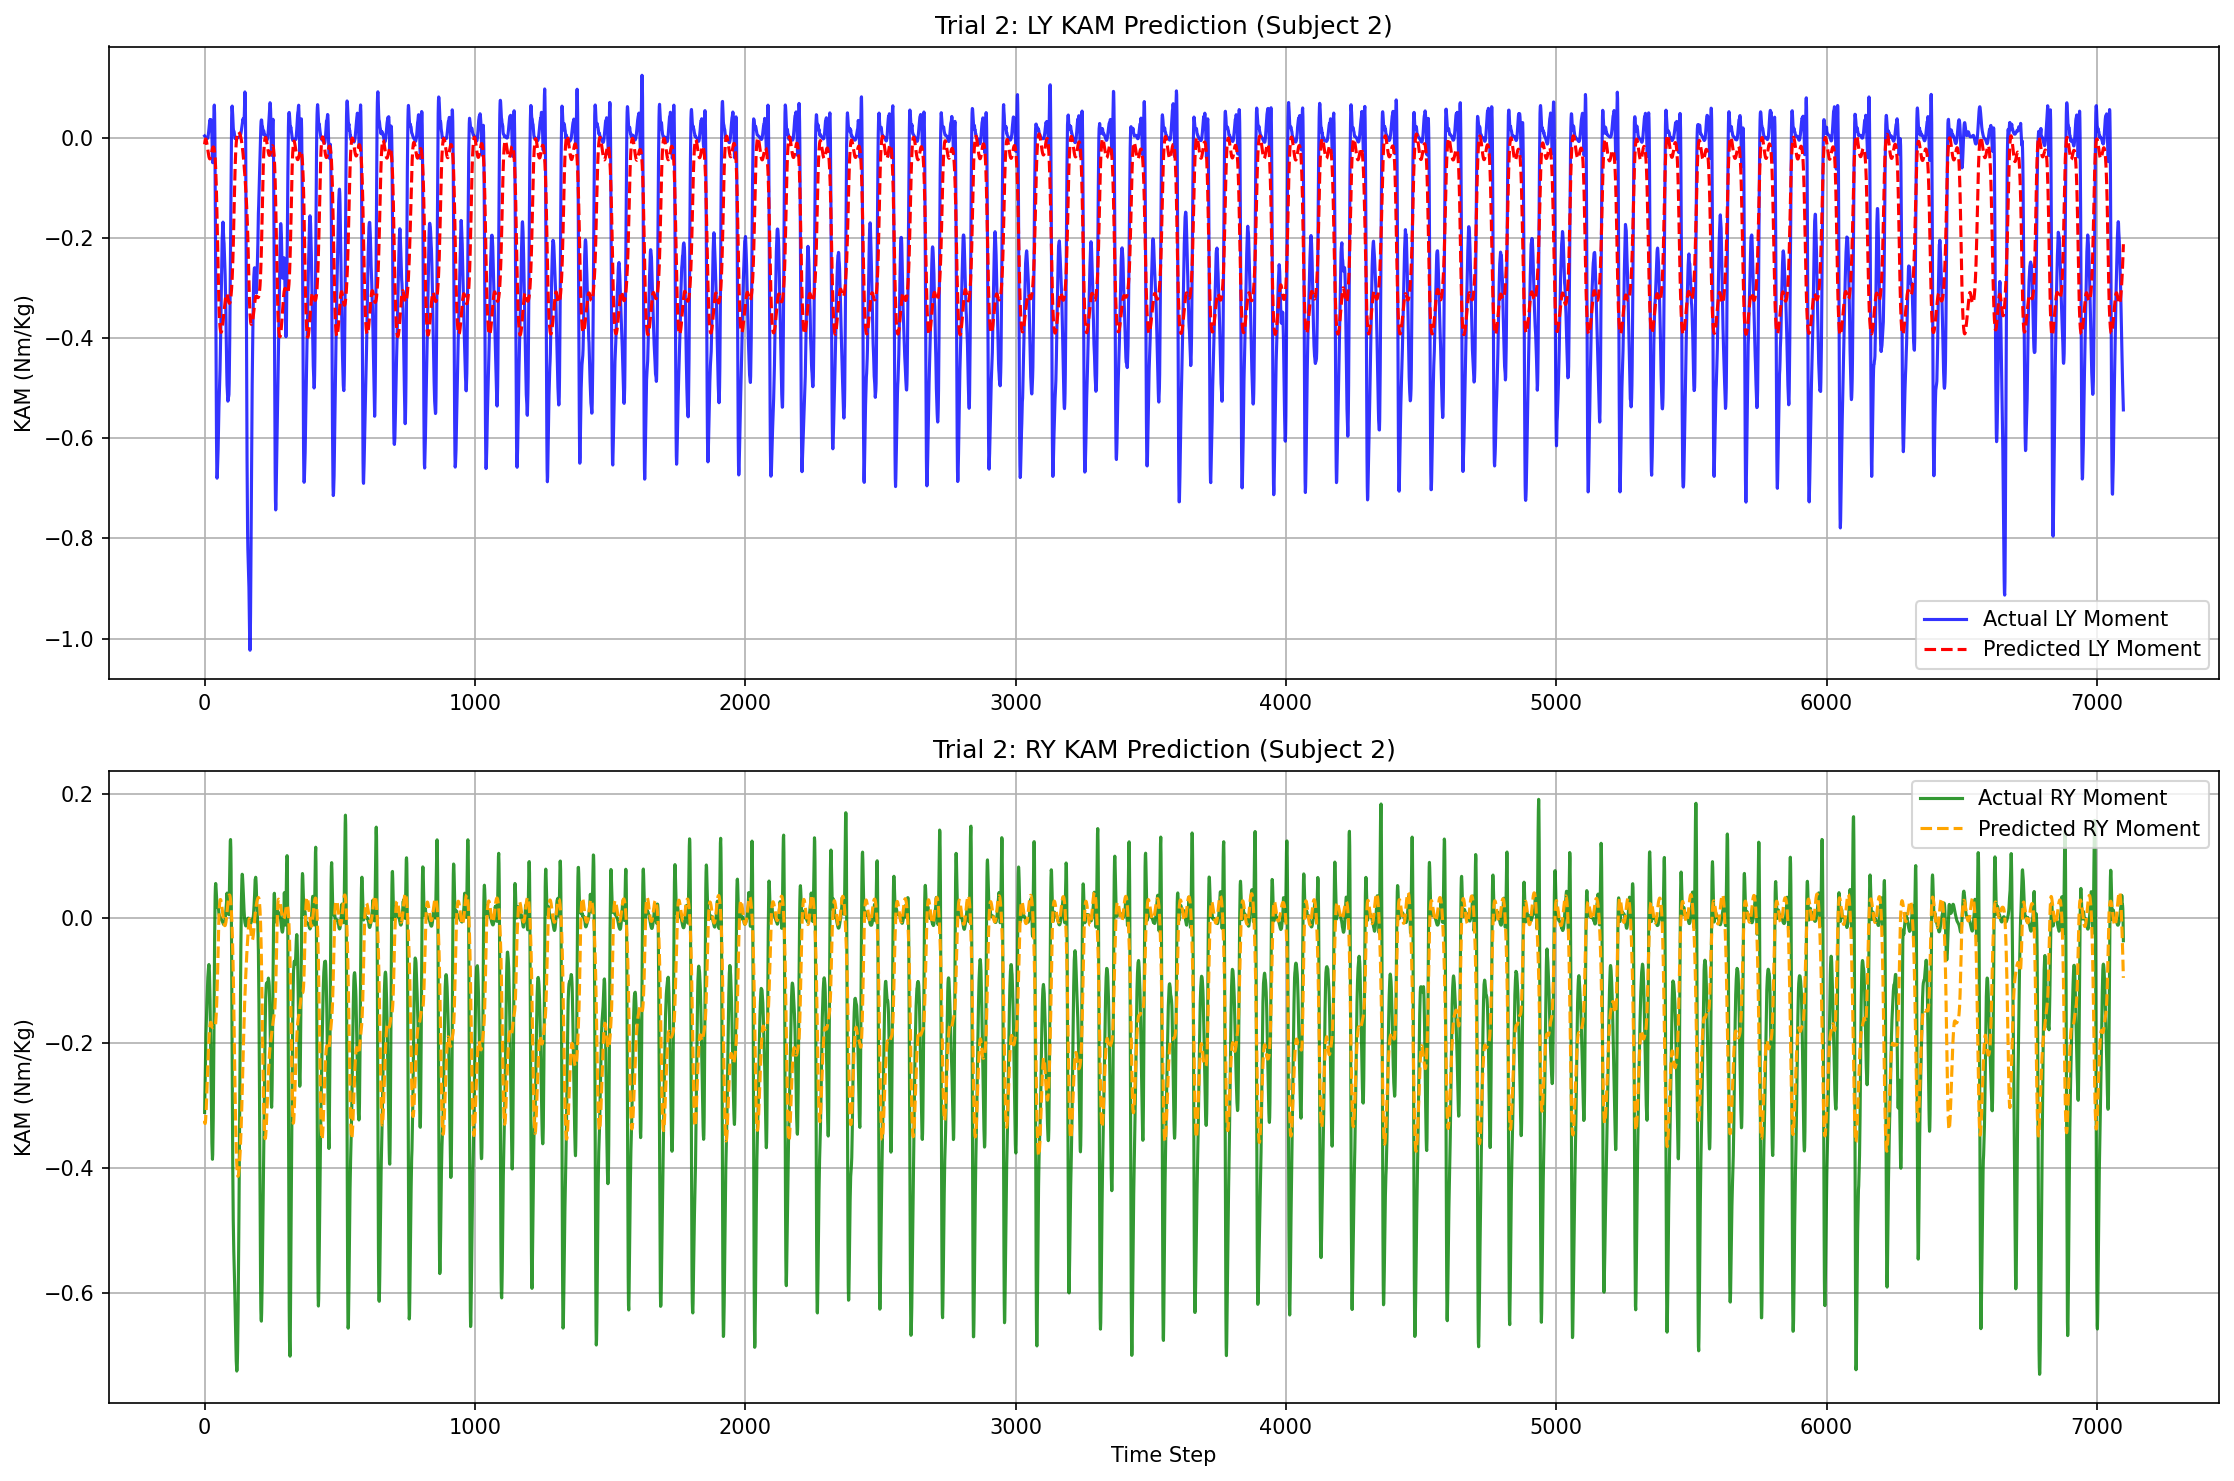 Trial 2: LY KAM Prediction (Subject 2)
KAM (Nm/Kg)
0.0
−0.2
−0.4
−0.6
−0.8
−1.0
Actual LY Moment
Predicted LY Moment
0 1000 2000 3000 4000 5000 6000 7000
Trial 2: RY KAM Prediction (Subject 2)
KAM (Nm/Kg)
0.2
0.0
−0.2
−0.4
−0.6
Actual RY Moment
Predicted RY Moment
0 1000 2000 3000 4000 5000 6000 7000
Time Step